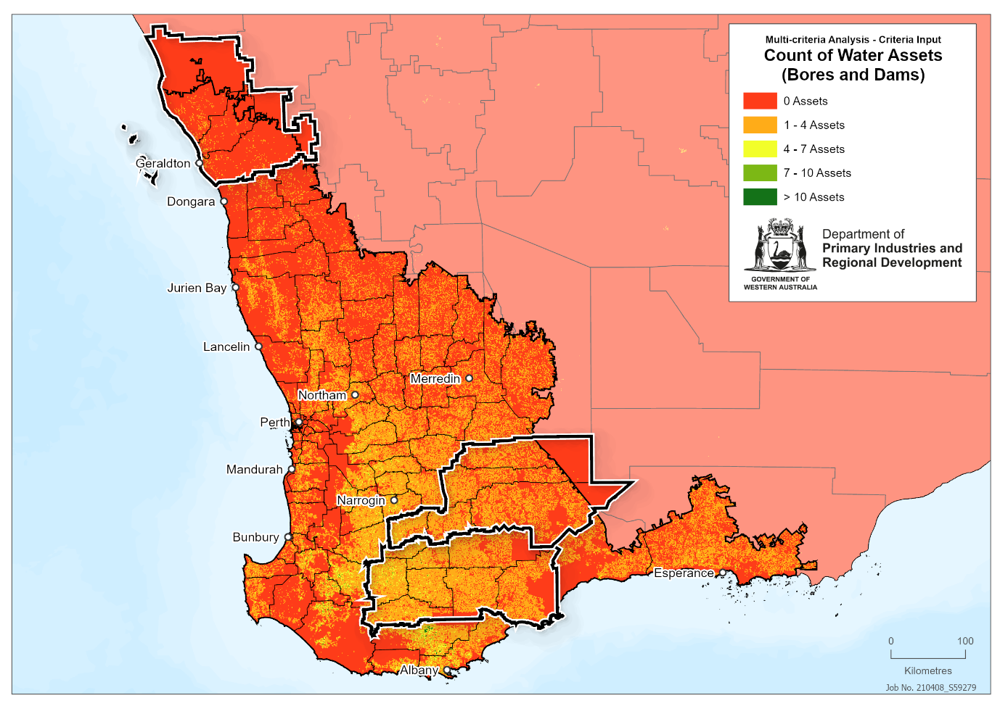 Multi-criteria Analysis - Criteria Input
Count of Water Assets
(Bores and Dams)
0 Assets
1 - 4 Assets
4 - 7 Assets
7 - 10 Assets
> 10 Assets
Department of
Primary Industries and
Regional Development
GOVERNMENT OF
WESTERN AUSTRALIA
Geraldton
Dongara
Jurien Bay
Lancelin
Merredin
Northam
Perth
Mandurah
Narrogin
Bunbury
Esperance
Albany
0 100
Kilometres
Job No. 210408_S59279